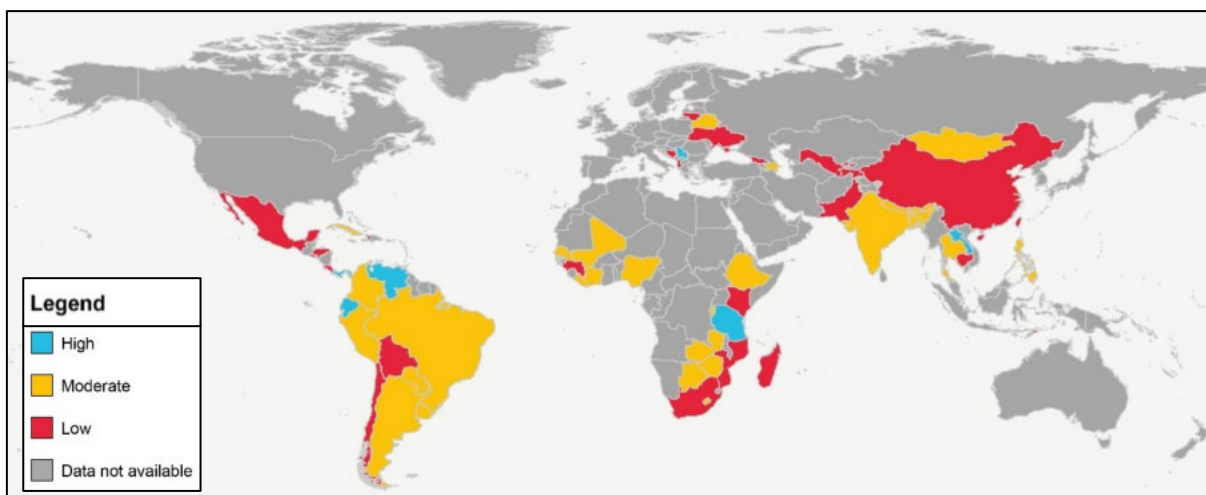 Legend
High
Moderate
Low
Data not available